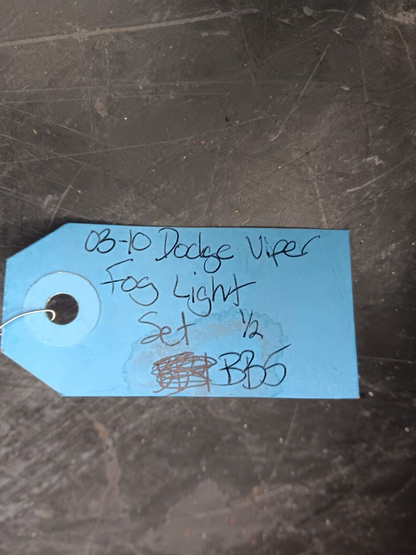 03-10 Dodge Viper
Fog Light
Set 1/2
BB5